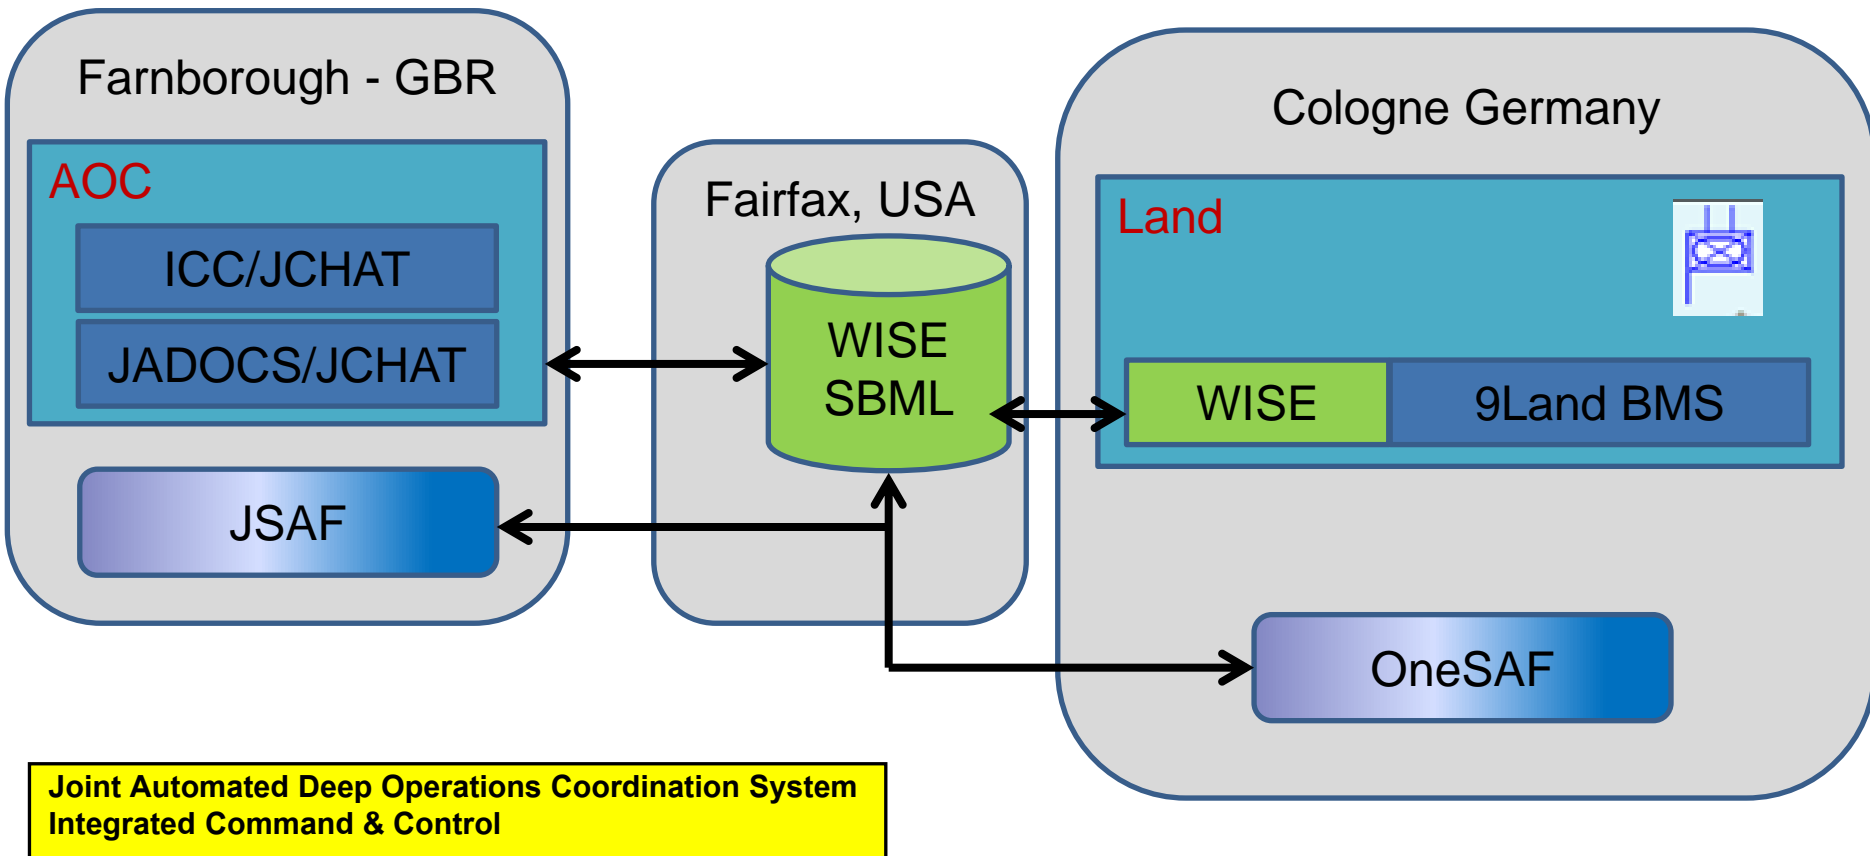 Farnborough - GBR
AOC
ICC/JCHAT
JADOCS/JCHAT
JSAF
Fairfax, USA
WISE
SBML
Cologne Germany
Land
WISE
9Land BMS
OneSAF
Joint Automated Deep Operations Coordination System
Integrated Command & Control